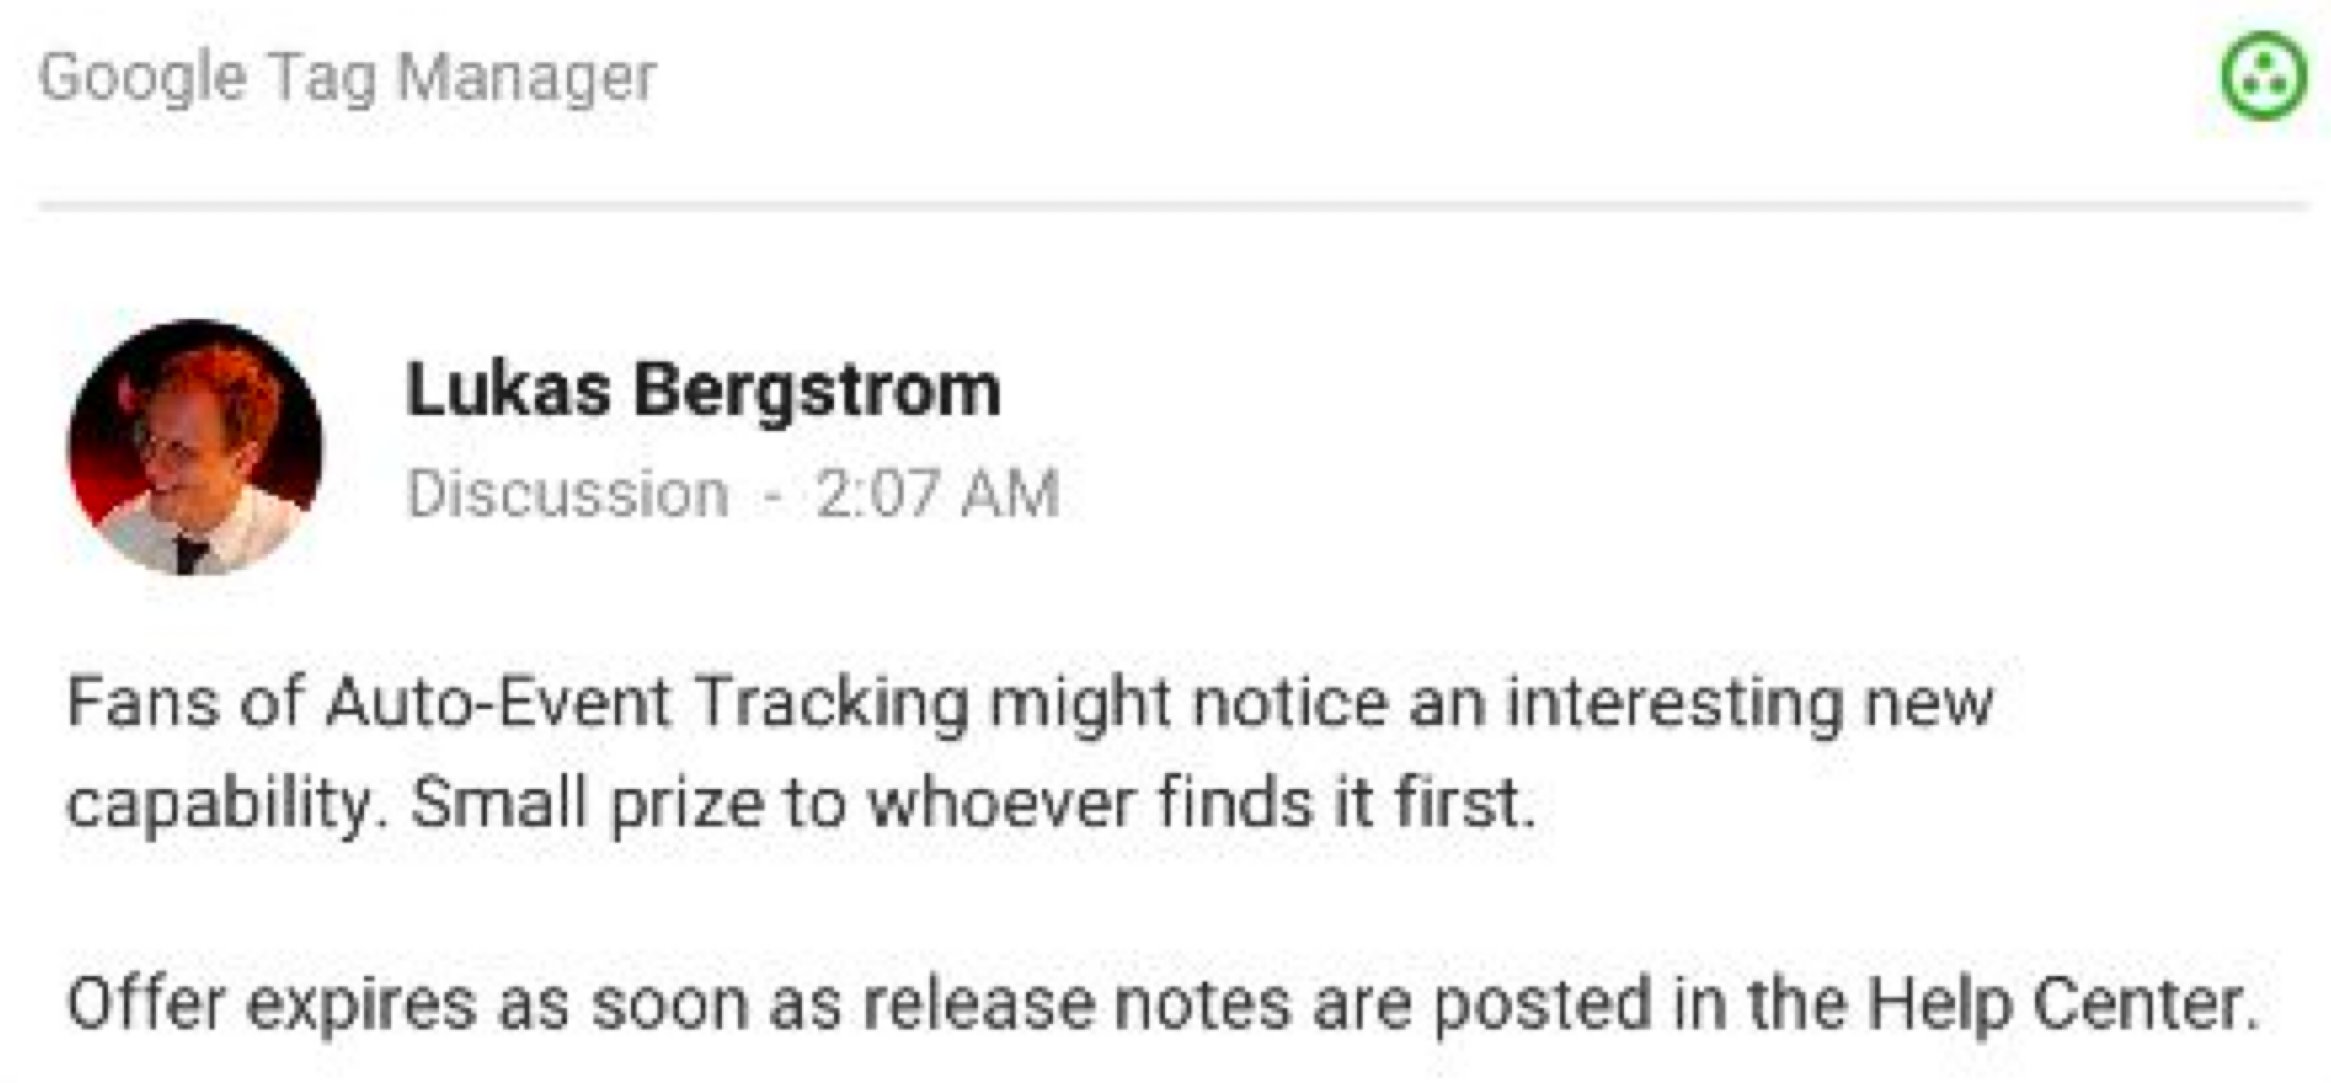 Google Tag Manager
Lukas Bergstrom
Discussion - 2:07 AM
Fans of Auto-Event Tracking might notice an interesting new
capability. Small prize to whoever finds it first.
Offer expires as soon as release notes are posted in the Help Center.